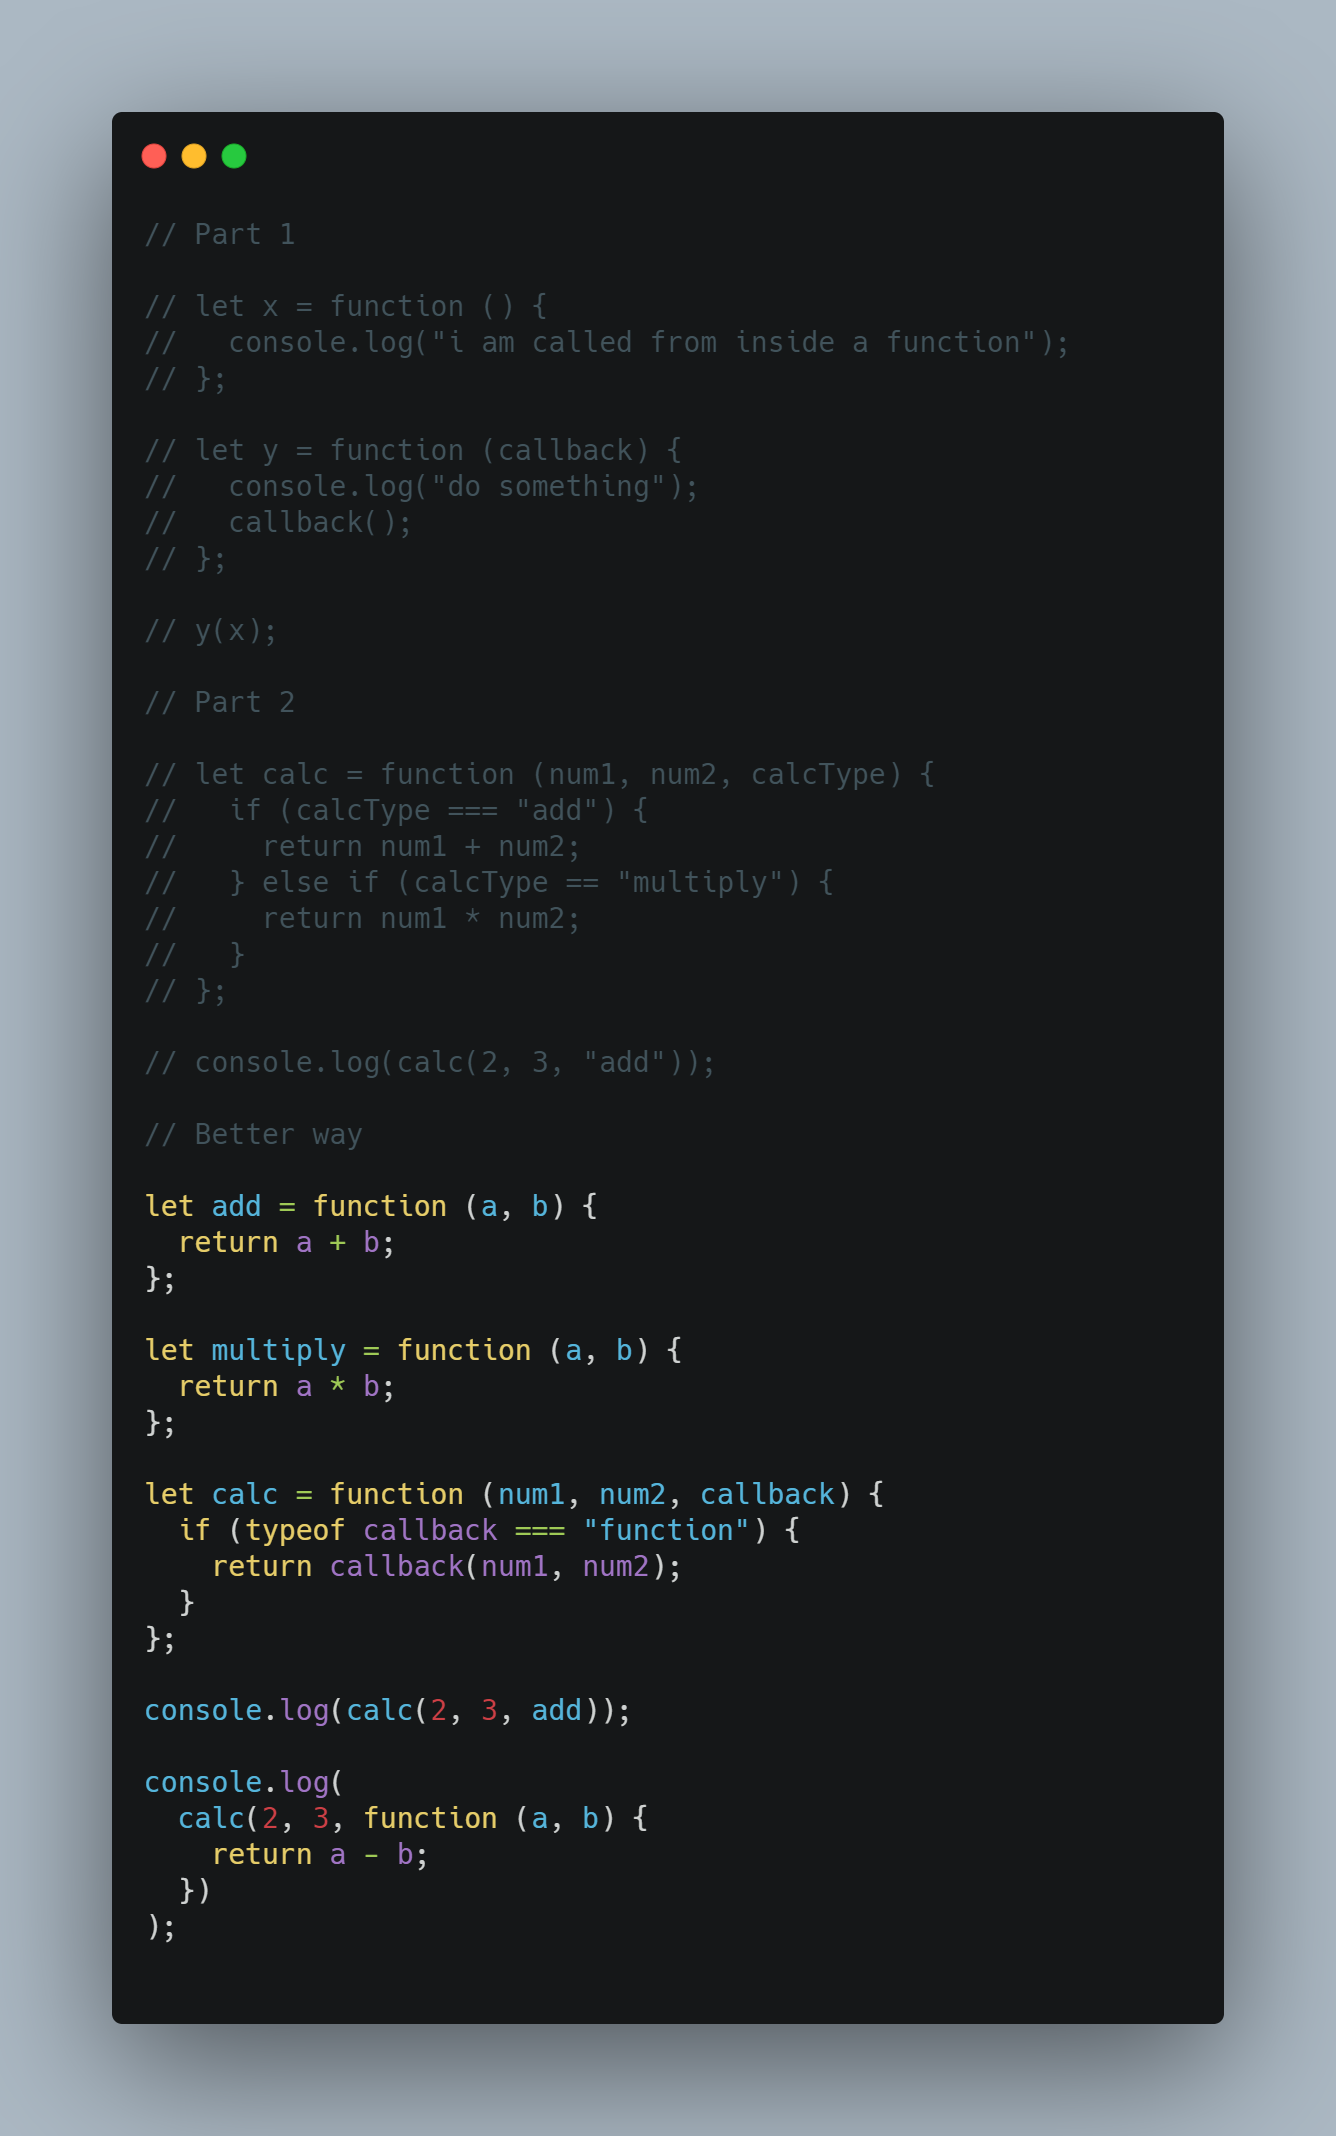 // Part 1

// let x = function () {
//   console.log("i am called from inside a function");
// };

// let y = function (callback) {
//   console.log("do something");
//   callback();
// };

// y(x);

// Part 2

// let calc = function (num1, num2, calcType) {
//   if (calcType === "add") {
//     return num1 + num2;
//   } else if (calcType == "multiply") {
//     return num1 * num2;
//   }
// };

// console.log(calc(2, 3, "add"));

// Better way

let add = function (a, b) {
  return a + b;
};

let multiply = function (a, b) {
  return a * b;
};

let calc = function (num1, num2, callback) {
  if (typeof callback === "function") {
    return callback(num1, num2);
  }
};

console.log(calc(2, 3, add));

console.log(
  calc(2, 3, function (a, b) {
    return a - b;
  })
);